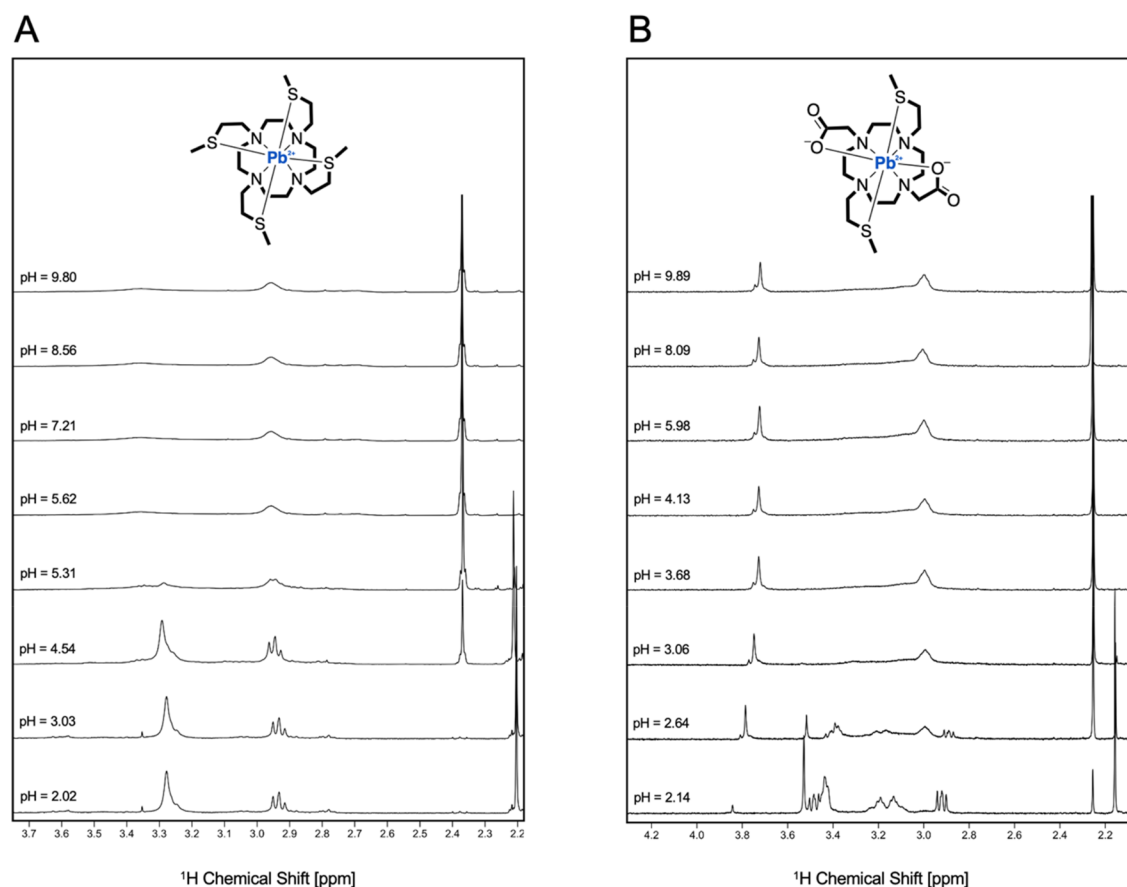 A
S
S
N
N
Pb2+
S
N
N
S
pH = 9.80
pH = 8.56
pH = 7.21
pH = 5.62
pH = 5.31
pH = 4.54
pH = 3.03
pH = 2.02
3.7 3.6 3.5 3.4 3.3 3.2 3.1 3.0 2.9 2.8 2.7 2.6 2.5 2.4 2.3 2.2
1H Chemical Shift [ppm]
B
O
S
−O
N
N
Pb2+
O−
N
N
O
S
pH = 9.89
pH = 8.09
pH = 5.98
pH = 4.13
pH = 3.68
pH = 3.06
pH = 2.64
pH = 2.14
4.2 4.0 3.8 3.6 3.4 3.2 3.0 2.8 2.6 2.4 2.2
1H Chemical Shift [ppm]